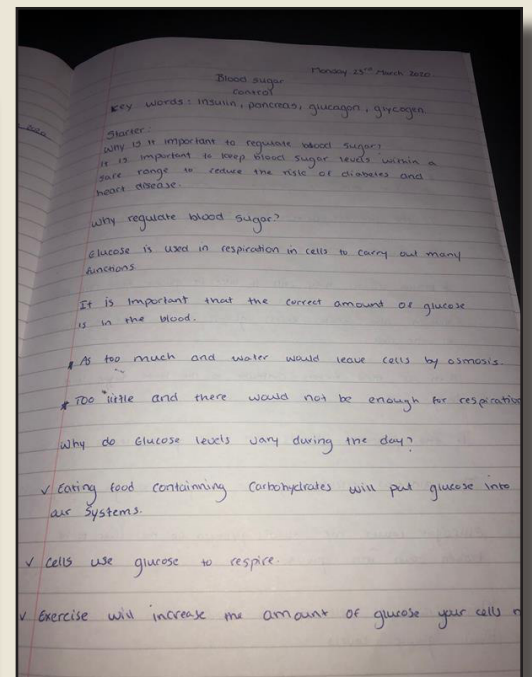 Monday 23rd March 2020
Blood sugar
control
Key words: insulin, pancreas, glucagon, glycogen
Starter:
Why is it important to regulate blood sugar?
It is important to keep blood sugar levels within a
safe range to reduce the risk of diabetes and
heart disease.
Why regulate blood sugar?
Glucose is used in respiration in cells to carry out many
functions
It is important that the correct amount of glucose
is in the blood.
* As too much and water would leave cells by osmosis.
* Too little and there would not be enough for respiration
Why do Glucose levels vary during the day?
✓ Eating food containning carbohydrates will put glucose into
our systems.
✓ Cells use glucose to respire.
✓ Exercise will increase the amount of glucose your cells